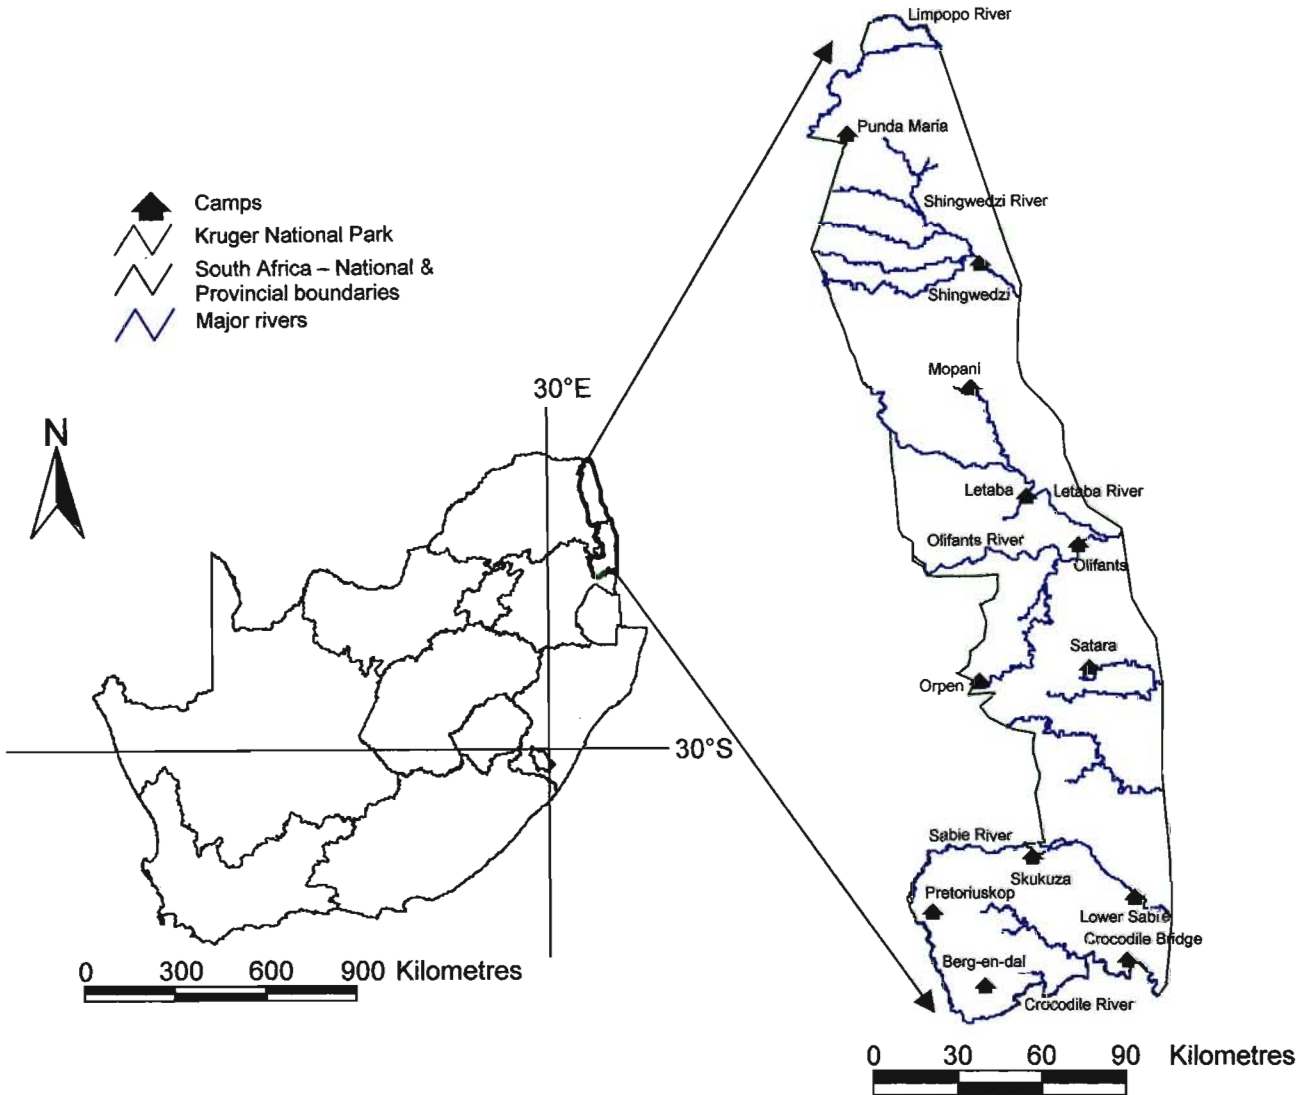 Limpopo River
Punda Maria
Camps
Shingwedzi River
Kruger National Park
South Africa – National &
Provincial boundaries
Shingwedzi
Major rivers
Mopani
30°E
N
Letaba
Letaba River
Olifants River
Olifants
Satara
Orpen
30°S
Sabie River
Skukuza
Pretoriuskop
Lower Sabie
Crocodile Bridge
Berg-en-dal
0 300 600 900 Kilometres
Crocodile River
0 30 60 90 Kilometres